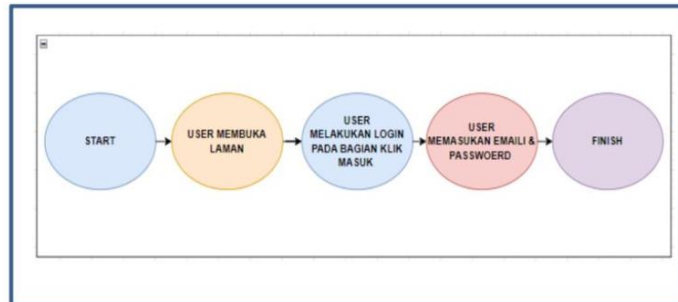 START
USER MEMBUKA
LAMAN
USER
MELAKUKAN LOGIN
PADA BAGIAN KLIK
MASUK
USER
MEMASUKAN EMAILI &
PASSWOERD
FINISH